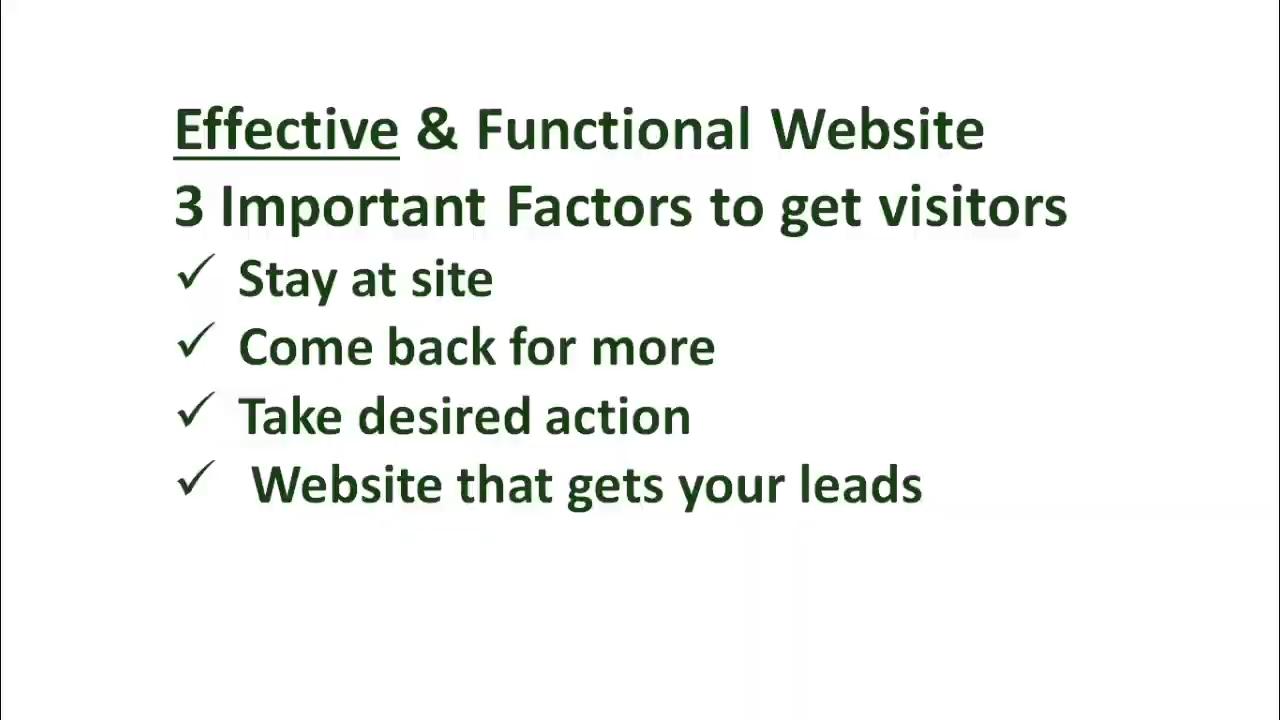 Effective & Functional Website
3 Important Factors to get visitors
✓ Stay at site
✓ Come back for more
✓ Take desired action
✓ Website that gets your leads